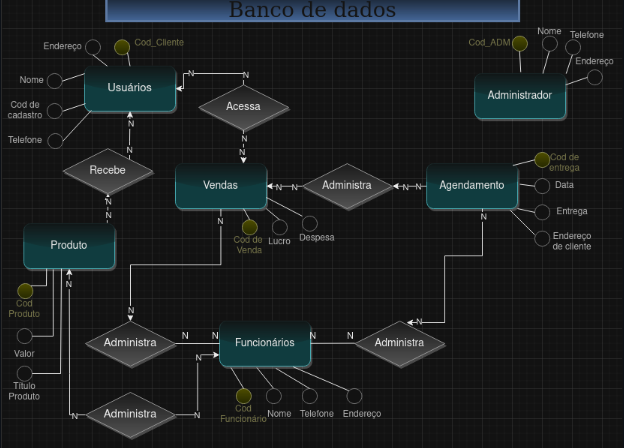 Banco de dados
Endereço
Cod_Cliente
Nome
Cod de
cadastro
Telefone
Usuários
N
N
Acessa
N
N
N
N
Recebe
N
N
Cod_ADM
Nome
Telefone
Endereço
Administrador
Vendas
N
N
Administra
N
N
Agendamento
Cod de
entrega
Data
Entrega
Endereço
de cliente
Cod de
Venda
Lucro
Despesa
N
N
Produto
Cod
Produto
Valor
Titulo
Produto
N
N
N
N
Administra
N
N
Funcionários
N
N
Administra
N
N
Administra
N
Cod
Funcionário
Nome
Telefone
Endereço